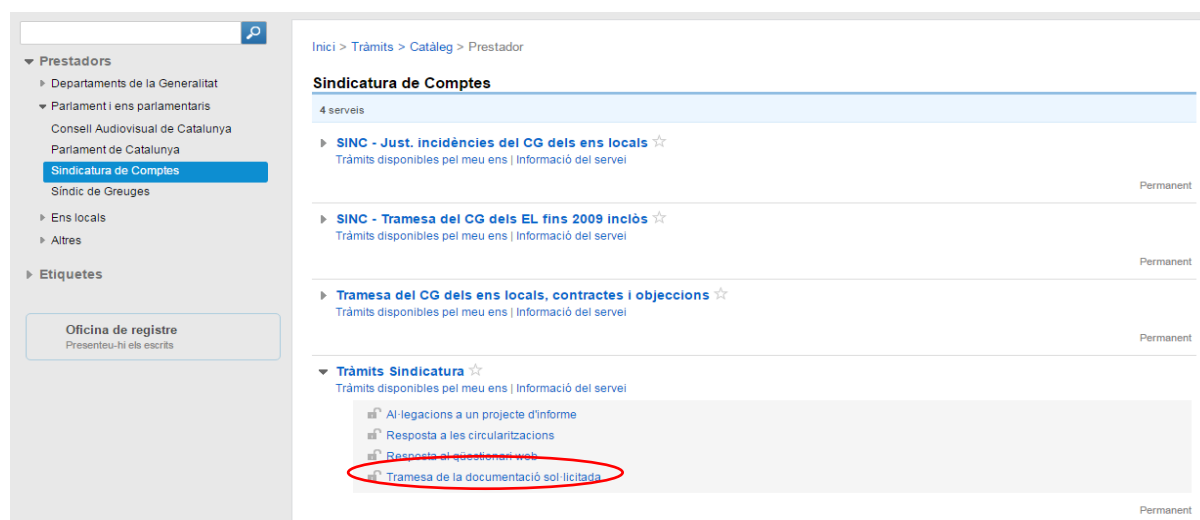 Prestadors
Departaments de la Generalitat
Parlament i ens parlamentaris
Consell Audiovisual de Catalunya
Parlament de Catalunya
Sindicatura de Comptes
Síndic de Greuges
Ens locals
Altres
Etiquetes
Oficina de registre
Presenteu-hi els escrits
Inici > Tràmits > Catàleg > Prestador
Sindicatura de Comptes
4 serveis
SINC - Just. incidències del CG dels ens locals
Tràmits disponibles pel meu ens | Informació del servei
Permanent
SINC - Tramesa del CG dels EL fins 2009 inclòs
Tràmits disponibles pel meu ens | Informació del servei
Permanent
Tramesa del CG dels ens locals, contractes i objeccions
Tràmits disponibles pel meu ens | Informació del servei
Permanent
Tràmits Sindicatura
Tràmits disponibles pel meu ens | Informació del servei
Al·legacions a un projecte d'informe
Resposta a les circularitzacions
Resposta al qüestionari web
Tramesa de la documentació sol·licitada
Permanent